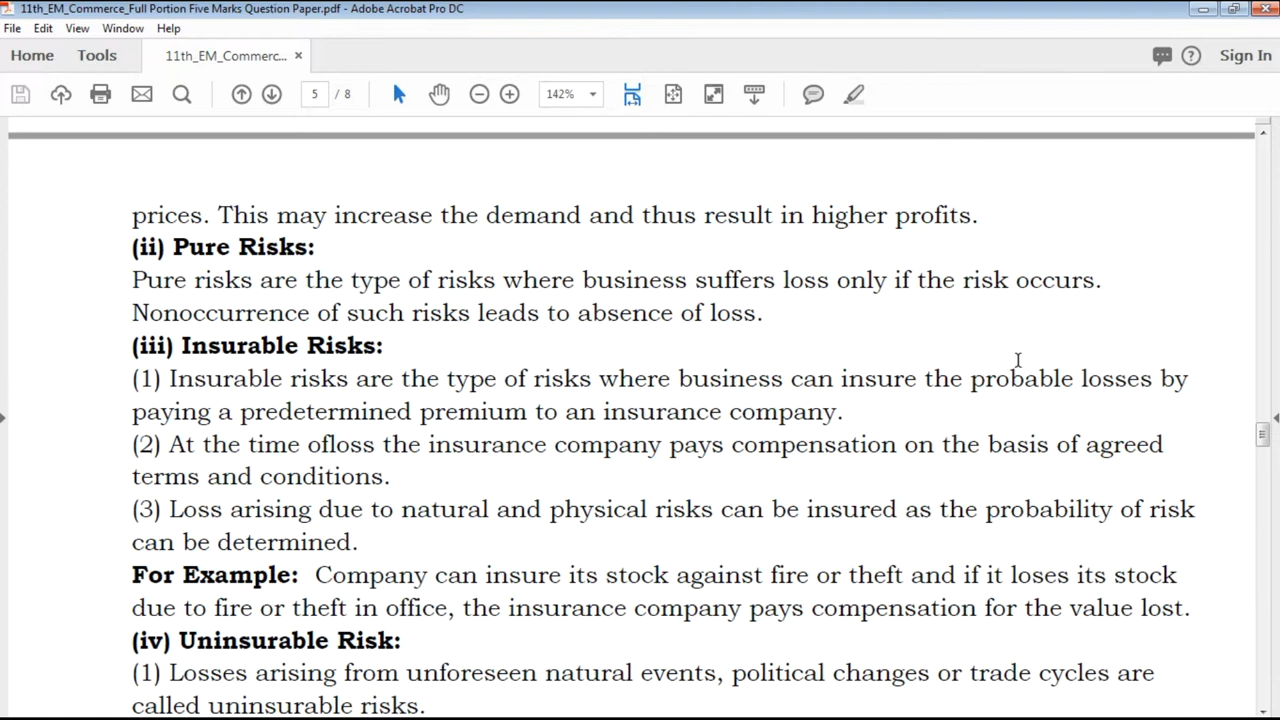 11th_EM_Commerce_Full Portion Five Marks Question Paper.pdf - Adobe Acrobat Pro DC
File Edit View Window Help
Home Tools 11th_EM_Commerc... × Sign In
5 / 8 142%
prices. This may increase the demand and thus result in higher profits.
(ii) Pure Risks:
Pure risks are the type of risks where business suffers loss only if the risk occurs.
Nonoccurrence of such risks leads to absence of loss.
(iii) Insurable Risks:
(1) Insurable risks are the type of risks where business can insure the probable losses by
paying a predetermined premium to an insurance company.
(2) At the time ofloss the insurance company pays compensation on the basis of agreed
terms and conditions.
(3) Loss arising due to natural and physical risks can be insured as the probability of risk
can be determined.
For Example: Company can insure its stock against fire or theft and if it loses its stock
due to fire or theft in office, the insurance company pays compensation for the value lost.
(iv) Uninsurable Risk:
(1) Losses arising from unforeseen natural events, political changes or trade cycles are
called uninsurable risks.